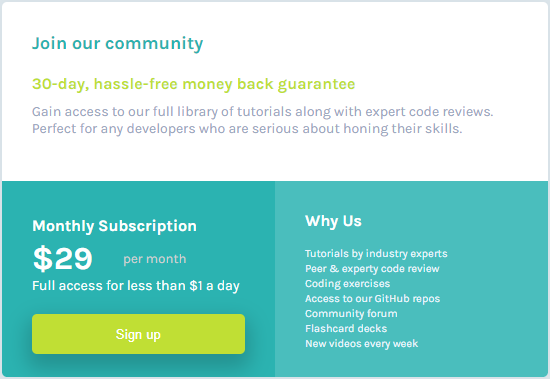 Join our community
30-day, hassle-free money back guarantee
Gain access to our full library of tutorials along with expert code reviews.
Perfect for any developers who are serious about honing their skills.
Monthly Subscription
$29 per month
Full access for less than $1 a day
Sign up
Why Us
Tutorials by industry experts
Peer & experty code review
Coding exercises
Access to our GitHub repos
Community forum
Flashcard decks
New videos every week